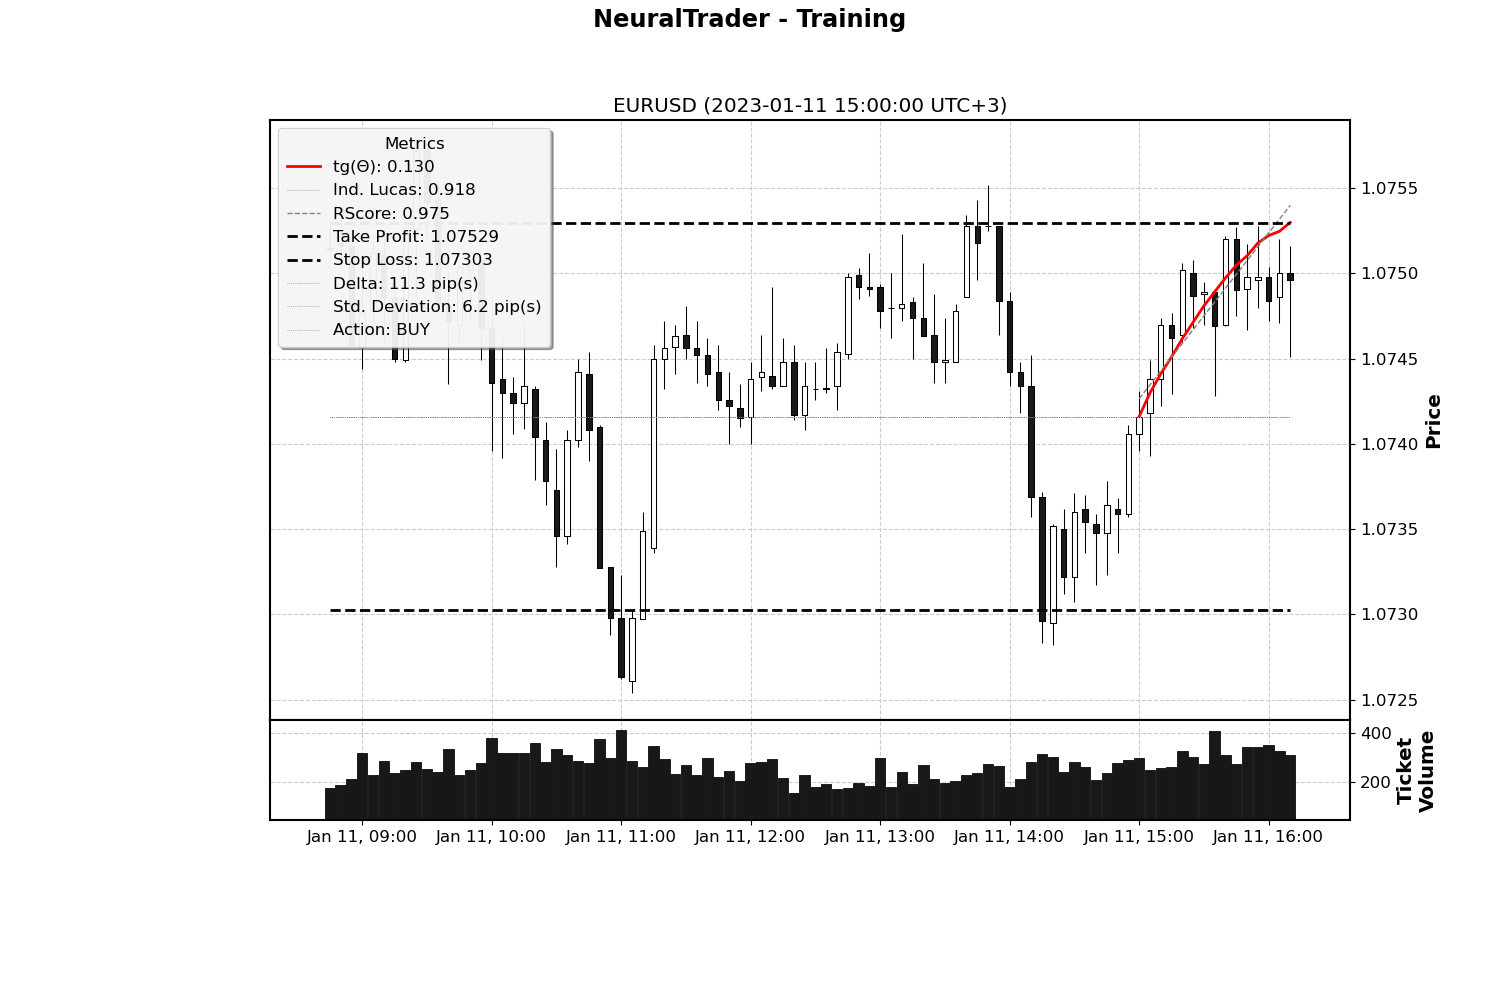 NeuralTrader - Training
EURUSD (2023-01-11 15:00:00 UTC+3)
Metrics
tg(Θ): 0.130
Ind. Lucas: 0.918
RScore: 0.975
Take Profit: 1.07529
Stop Loss: 1.07303
Delta: 11.3 pip(s)
Std. Deviation: 6.2 pip(s)
Action: BUY
1.0755
1.0750
1.0745
1.0740
1.0735
1.0730
1.0725
Price
400
200
Ticket
Volume
Jan 11, 09:00
Jan 11, 10:00
Jan 11, 11:00
Jan 11, 12:00
Jan 11, 13:00
Jan 11, 14:00
Jan 11, 15:00
Jan 11, 16:00